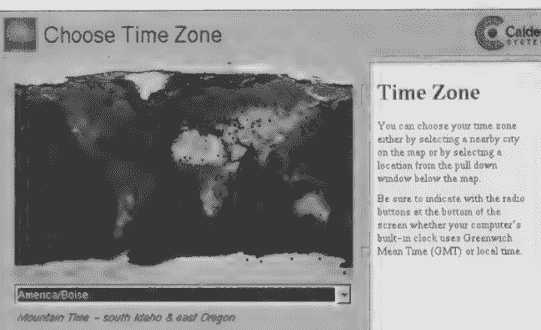 Choose Time Zone
Calde
SYSTE
Time Zone
You can choose your time zone
either by selecting a nearby city
on the map or by selecting a
location from the pull down
window below the map.
Be sure to indicate with the radio
buttons at the bottom of the
screen whether your computer's
built-in clock uses Greenwich
Mean Time (GMT) or local time.
America/Boise
Mountain Time - south Idaho & east Oregon